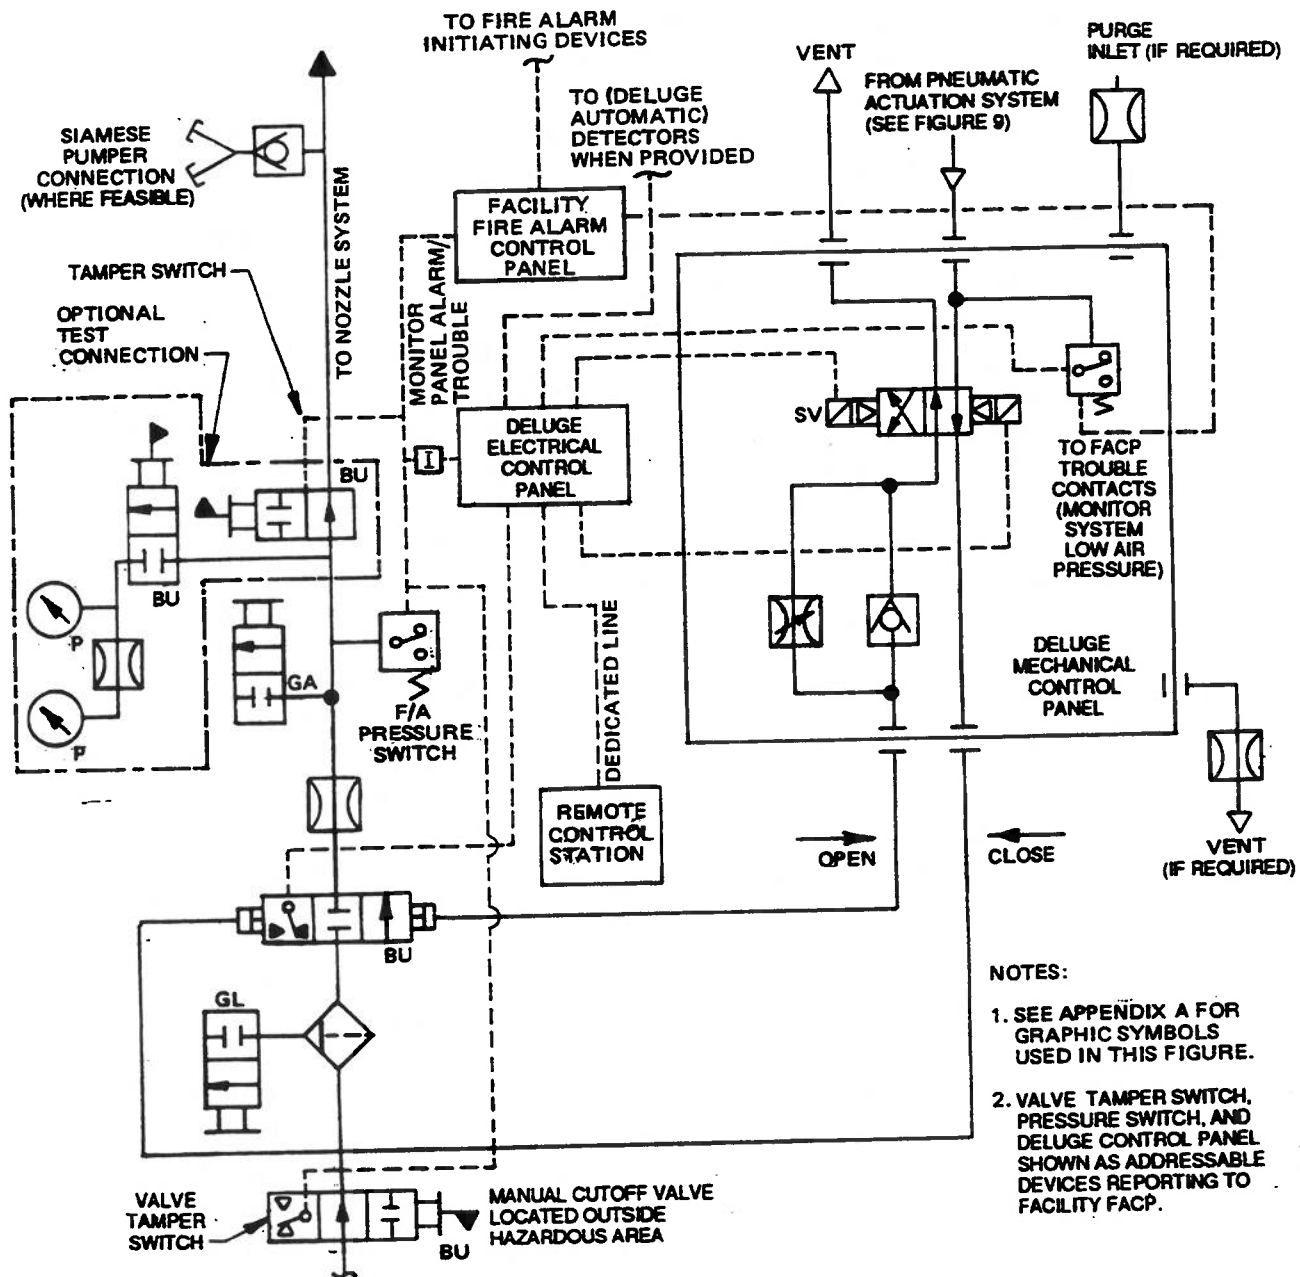 TO FIRE ALARM
INITIATING DEVICES
VENT
PURGE
INLET (IF REQUIRED)
FROM PNEUMATIC
ACTUATION SYSTEM
(SEE FIGURE 9)
TO (DELUGE
AUTOMATIC)
DETECTORS
WHEN PROVIDED
SIAMESE
PUMPER
CONNECTION
(WHERE FEASIBLE)
TO NOZZLE SYSTEM
FACILITY
FIRE ALARM
CONTROL
PANEL
TAMPER SWITCH
OPTIONAL
TEST
CONNECTION
MONITOR
PANEL ALARM/
TROUBLE
SV
DELUGE
ELECTRICAL
CONTROL
PANEL
I
TO FACP
TROUBLE
CONTACTS
(MONITOR
SYSTEM
LOW AIR
PRESSURE)
BU
BU
P
P
GA
F/A
PRESSURE
SWITCH
DEDICATED LINE
DELUGE
MECHANICAL
CONTROL
PANEL
REMOTE
CONTROL
STATION
OPEN
CLOSE
VENT
(IF REQUIRED)
BU
GL
NOTES:
1. SEE APPENDIX A FOR
GRAPHIC SYMBOLS
USED IN THIS FIGURE.
2. VALVE TAMPER SWITCH,
PRESSURE SWITCH, AND
DELUGE CONTROL PANEL
SHOWN AS ADDRESSABLE
DEVICES REPORTING TO
FACILITY FACP.
VALVE
TAMPER
SWITCH
MANUAL CUTOFF VALVE
LOCATED OUTSIDE
HAZARDOUS AREA
BU